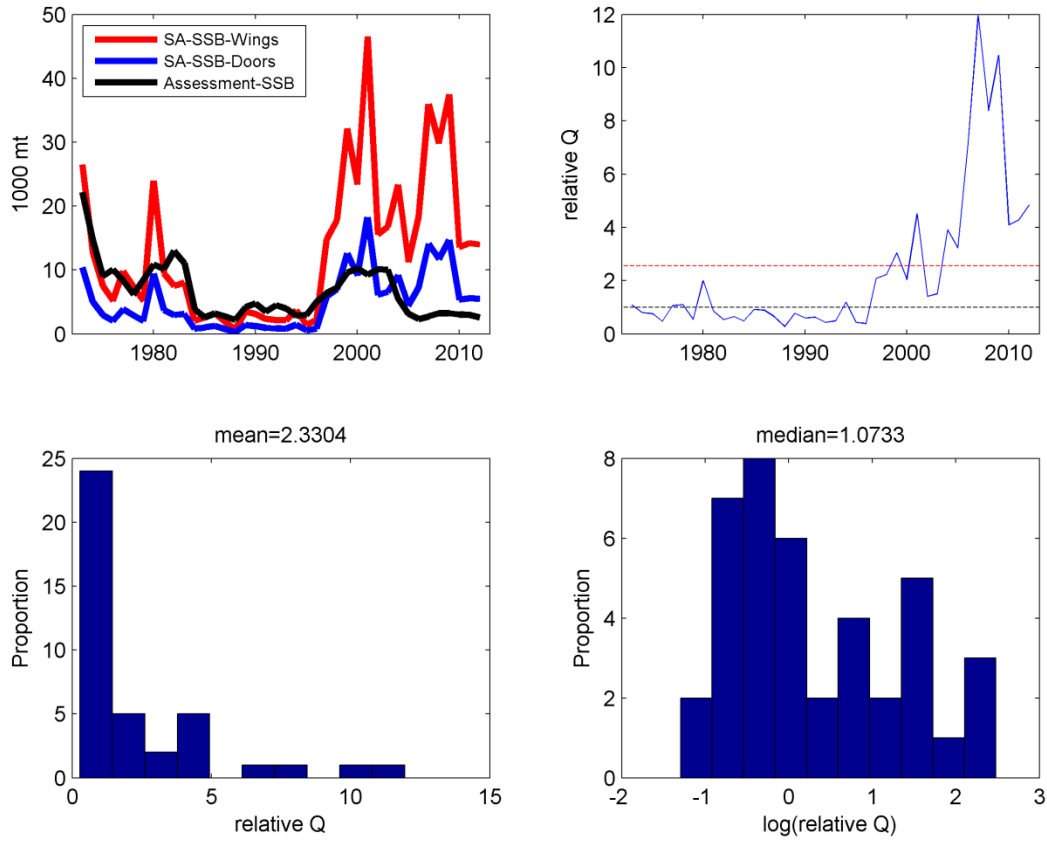 50
40
30
20
10
0
1000 mt
SA-SSB-Wings
SA-SSB-Doors
Assessment-SSB
1980 1990 2000 2010
12
10
8
6
4
2
0
relative Q
1980 1990 2000 2010
mean=2.3304
25
20
15
10
5
0
Proportion
0 5 10 15
relative Q
median=1.0733
8
6
4
2
0
Proportion
-2 -1 0 1 2 3
log(relative Q)